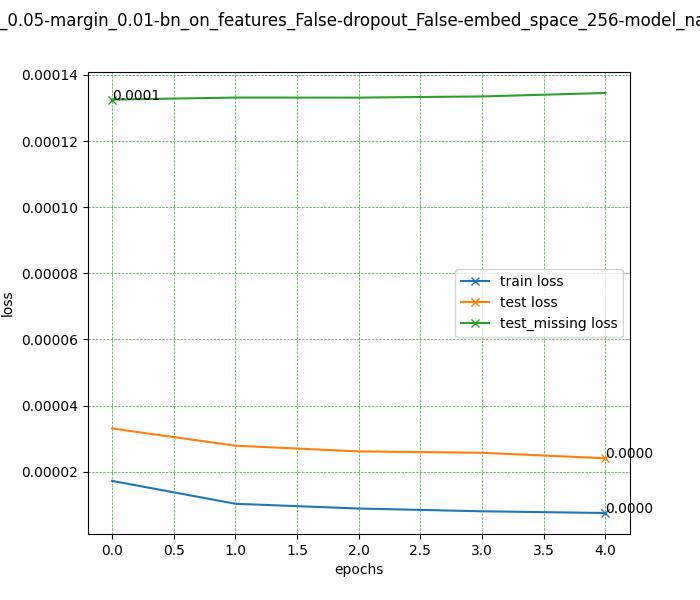 _0.05-margin_0.01-bn_on_features_False-dropout_False-embed_space_256-model_na
0.00014
0.0001
0.00012
0.00010
0.00008
train loss
test loss
test_missing loss
loss
0.00006
0.00004
0.0000
0.00002
0.0000
0.0 0.5 1.0 1.5 2.0 2.5 3.0 3.5 4.0
epochs